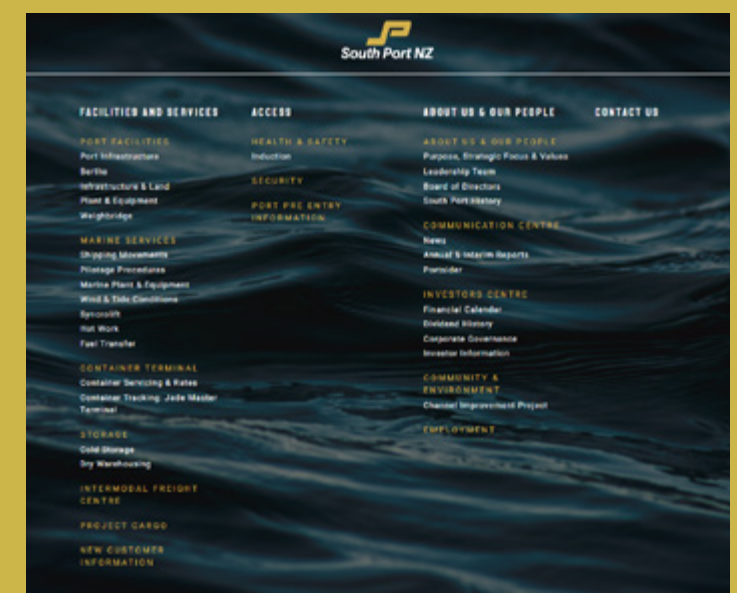 South Port NZ
FACILITIES AND SERVICES
PORT FACILITIES
Port Infrastructure
Berths
Infrastructure & Land
Plant & Equipment
Weighbridge
MARINE SERVICES
Shipping Movements
Pilotage Procedures
Marine Plant & Equipment
Wind & Tide Conditions
Syncrolift
Hot Work
Fuel Transfer
CONTAINER TERMINAL
Container Servicing & Rates
Container Tracking: Jade Master
Terminal
STORAGE
Cold Storage
Dry Warehousing
INTERMODAL FREIGHT
CENTRE
PROJECT CARGO
NEW CUSTOMER
INFORMATION
ACCESS
HEALTH & SAFETY
Induction
SECURITY
PORT PRE ENTRY
INFORMATION
ABOUT US & OUR PEOPLE
ABOUT US & OUR PEOPLE
Purpose, Strategic Focus & Values
Leadership Team
Board of Directors
South Port History
COMMUNICATION CENTRE
News
Annual & Interim Reports
Portsider
INVESTORS CENTRE
Financial Calendar
Dividend History
Corporate Governance
Investor Information
COMMUNITY &
ENVIRONMENT
Channel Improvement Project
EMPLOYMENT
CONTACT US